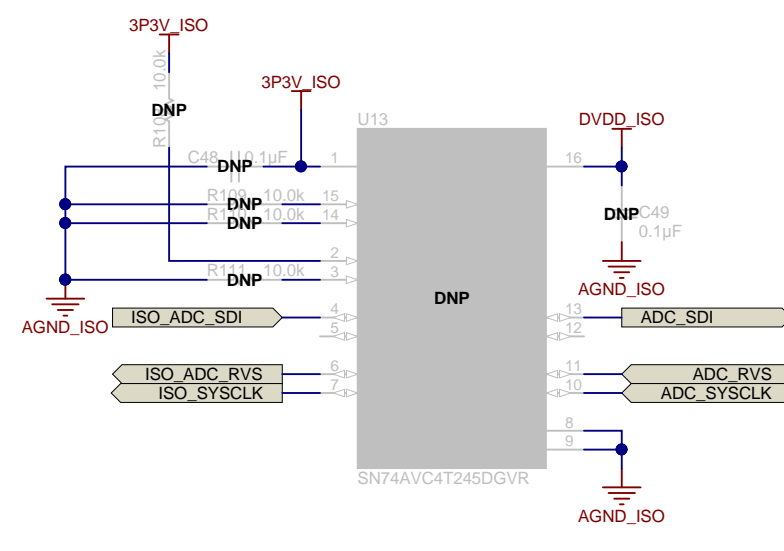 3P3V_ISO
10.0k
DNP
3P3V_ISO
U13
DVDD_ISO
C48 0.1µF
DNP
1
16
R109 10.0k
DNP
15
R110 10.0k
DNP
14
DNP
C49
0.1µF
2
R111 10.0k
DNP
3
AGND_ISO
DNP
AGND_ISO
ISO_ADC_SDI
4
13
ADC_SDI
5
12
ISO_ADC_RVS
6
11
ADC_RVS
ISO_SYSCLK
7
10
ADC_SYSCLK
8
9
SN74AVC4T245DGVR
AGND_ISO